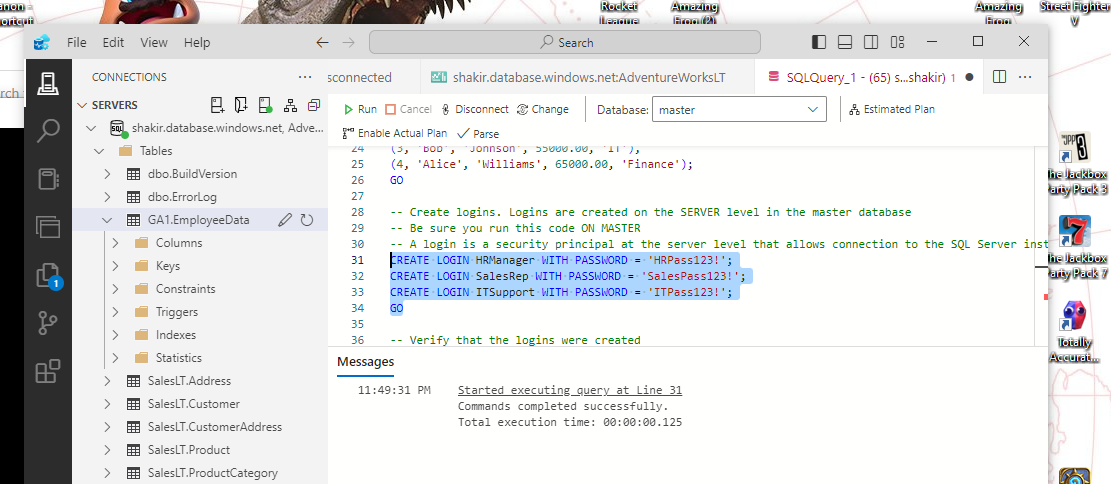 anon -
ortcut
Rocket
League
Amazing
Frog (2)
Amazing
Frog
Street Fighter
V
File Edit View Help
Search
arch
CONNECTIONS
SERVERS
shakir.database.windows.net, Adve...
Tables
dbo.BuildVersion
dbo.ErrorLog
GA1.EmployeeData
Columns
Keys
Constraints
Triggers
Indexes
Statistics
SalesLT.Address
SalesLT.Customer
SalesLT.CustomerAddress
SalesLT.Product
SalesLT.ProductCategory
1
sconnected
shakir.database.windows.net:AdventureWorksLT
SQLQuery_1 - (65) s...shakir) 1
Run Cancel Disconnect Change Database: master Estimated Plan
Enable Actual Plan Parse
24 (3, 'Bob', 'Johnson', 55000.00, 'IT'),
25 (4, 'Alice', 'Williams', 65000.00, 'Finance');
26 GO
27
28 -- Create logins. Logins are created on the SERVER level in the master database
29 -- Be sure you run this code ON MASTER
30 -- A login is a security principal at the server level that allows connection to the SQL Server inst
31 CREATE LOGIN HRManager WITH PASSWORD = 'HRPass123!';
32 CREATE LOGIN SalesRep WITH PASSWORD = 'SalesPass123!';
33 CREATE LOGIN ITSupport WITH PASSWORD = 'ITPass123!';
34 GO
35
36 -- Verify that the logins were created
Messages
11:49:31 PM Started executing query at Line 31
Commands completed successfully.
Total execution time: 00:00:00.125
he Jackbox
arty Pack 3
he Jackbox
arty Pack 7
Totally
Accurat...